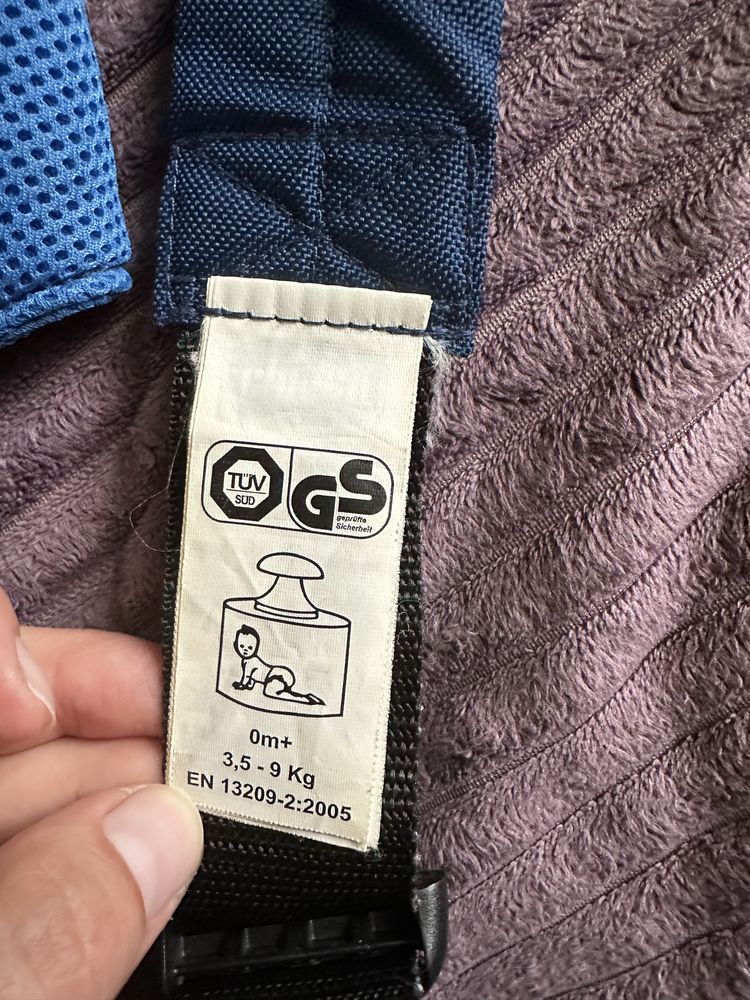 TÜV
SÜD
GS
geprüfte
Sicherheit
0m+
3,5 - 9 Kg
EN 13209-2:2005